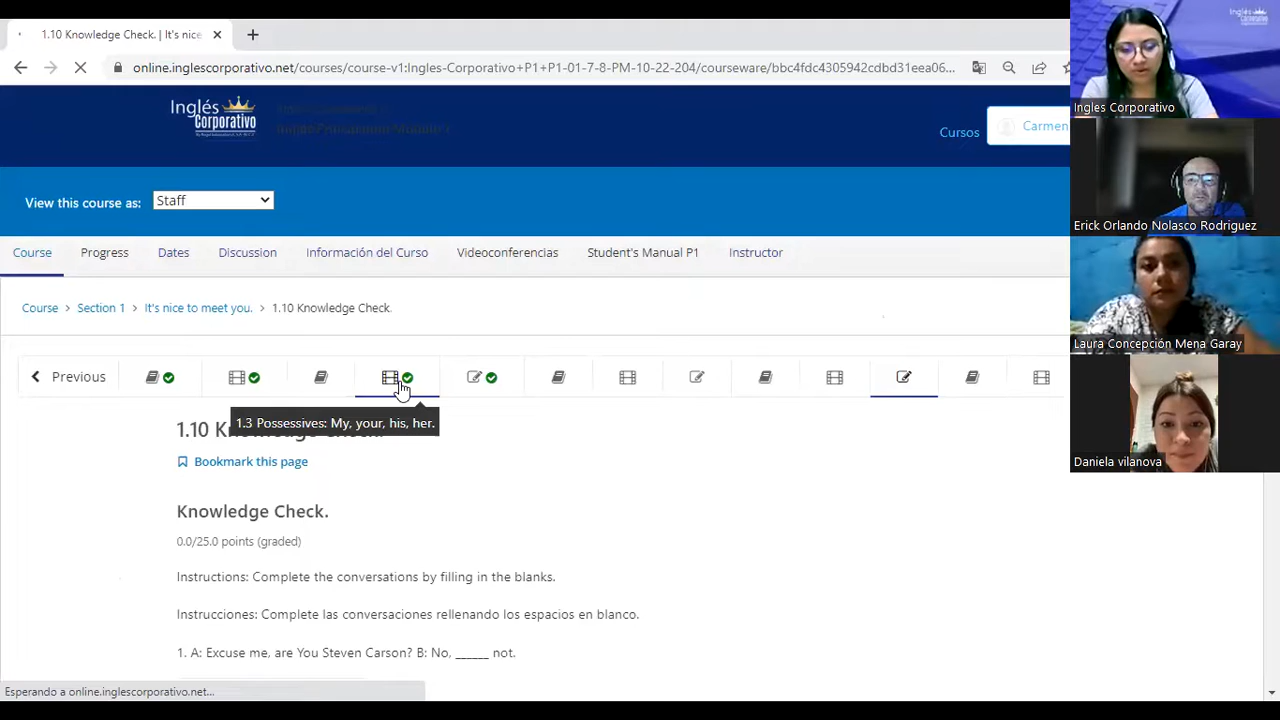 1.10 Knowledge Check. | It's nice
online.inglescorporativo.net/courses/course-v1:Ingles-Corporativo+P1+P1-01-7-8-PM-10-22-204/courseware/bbc4fdc4305942cdbd31eea06...
Inglés
Corporativo
Cursos
Carmen
View this course as:
Staff
Course
Progress
Dates
Discussion
Información del Curso
Videoconferencias
Student's Manual P1
Instructor
Course > Section 1 > It's nice to meet you. > 1.10 Knowledge Check.
Previous
1.3 Possessives: My, your, his, her.
1.10
Bookmark this page
Knowledge Check.
0.0/25.0 points (graded)
Instructions: Complete the conversations by filling in the blanks.
Instrucciones: Complete las conversaciones rellenando los espacios en blanco.
1. A: Excuse me, are You Steven Carson? B: No, ______ not.
Esperando a online.inglescorporativo.net...
Inglés
Corporativo
Ingles Corporativo
Erick Orlando Nolasco Rodríguez
Laura Concepción Mena Garay
Daniela vilanova